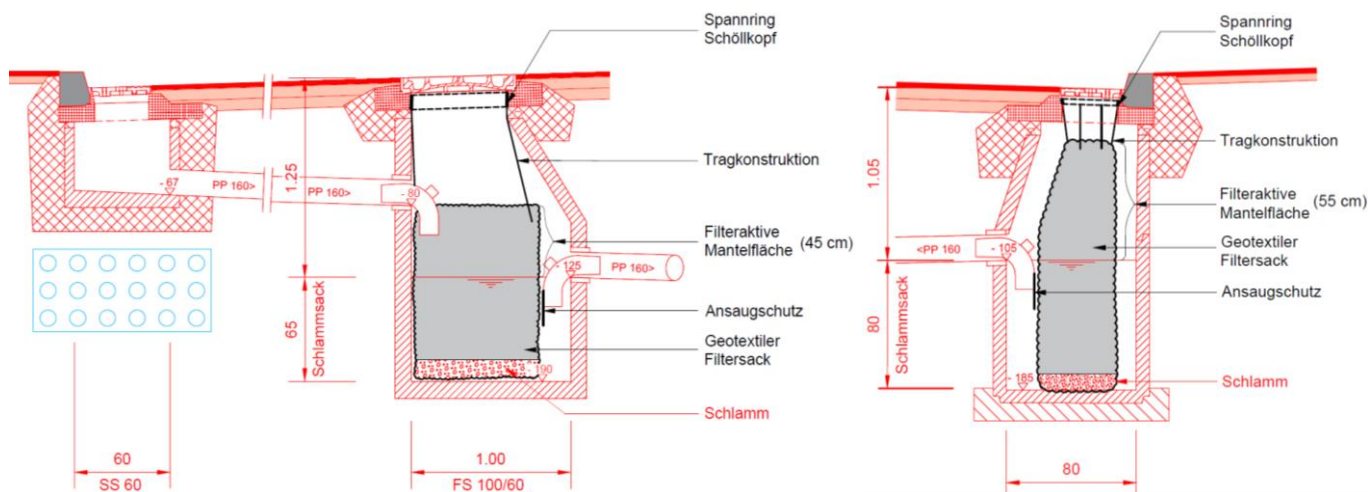 Spannring
Schöllkopf
Tragkonstruktion
Filteraktive
Mantelfläche (45 cm)
Ansaugschutz
Geotextiler
Filtersack
Schlamm
- 67
PP 160>
PP 160>
1.25
- 80
- 125
PP 160>
65
Schlammsack
- 190
60
SS 60
1.00
FS 100/60
Spannring
Schöllkopf
Tragkonstruktion
Filteraktive
Mantelfläche (55 cm)
Geotextiler
Filtersack
Ansaugschutz
Schlamm
1.05
<PP 160
- 105
80
Schlammsack
- 185
80